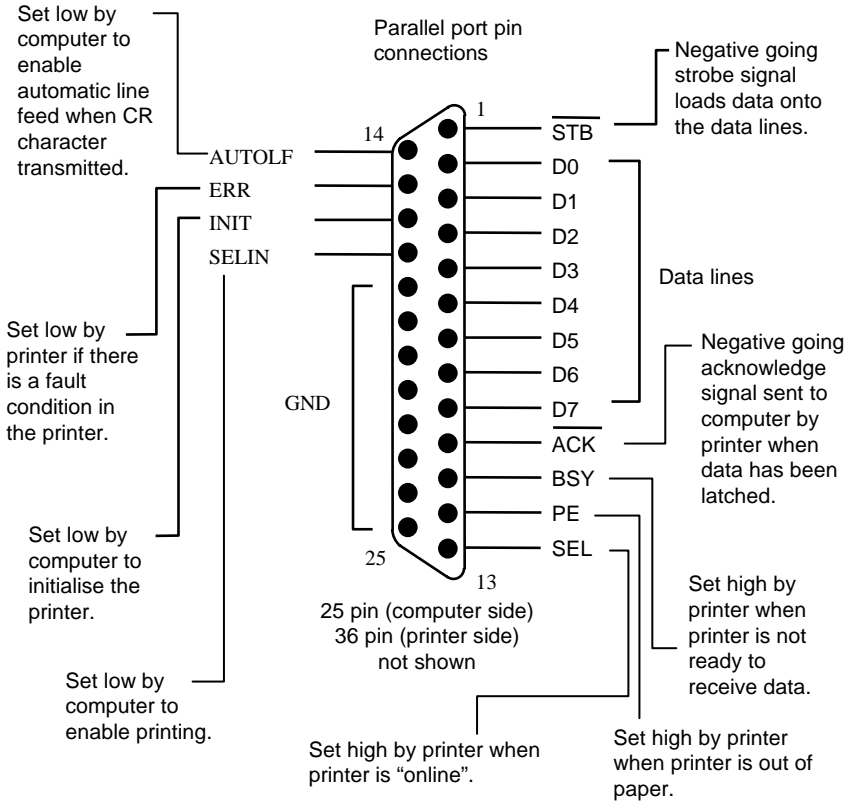 Set low by
computer to
enable
automatic line
feed when CR
character
transmitted.
Parallel port pin
connections
Negative going
strobe signal
loads data onto
the data lines.
1
14
STB
AUTOLF
D0
ERR
D1
INIT
D2
SELIN
D3
Data lines
D4
Set low by
printer if there
is a fault
condition in
the printer.
D5
Negative going
acknowledge
signal sent to
computer by
printer when
data has been
latched.
D6
GND
D7
ACK
BSY
PE
SEL
25
13
Set low by
computer to
initialise the
printer.
25 pin (computer side)
36 pin (printer side)
not shown
Set high by
printer when
printer is not
ready to
receive data.
Set low by
computer to
enable printing.
Set high by printer when
printer is “online”.
Set high by printer
when printer is out of
paper.